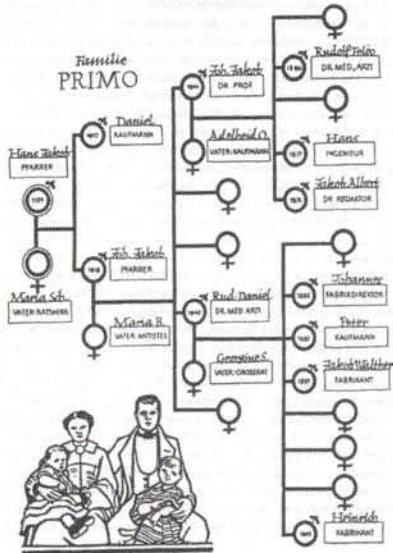 Familie
PRIMO
Hans Jakob
PFARRER
Maria Sch.
VATER: RATSHERR
Daniel
KAUFMANN
Joh. Jakob
PFARRER
Maria B.
VATER: ANTISTES
Joh. Jakob
DR PROF
Adelheid O.
VATER: KAUFMANN
Rud. Daniel
DR. MED. ARZT
Georgine S.
VATER: GROSSRAT
Rudolf
DR. MED., ARZT
Hans
INGENIEUR
Jakob Albert
DR REDAKTOR
Johannes
FABRIKDIREKTOR
Peter
KAUFMANN
Jakob Walther
FABRIKANT
Heinrich
FABRIKANT